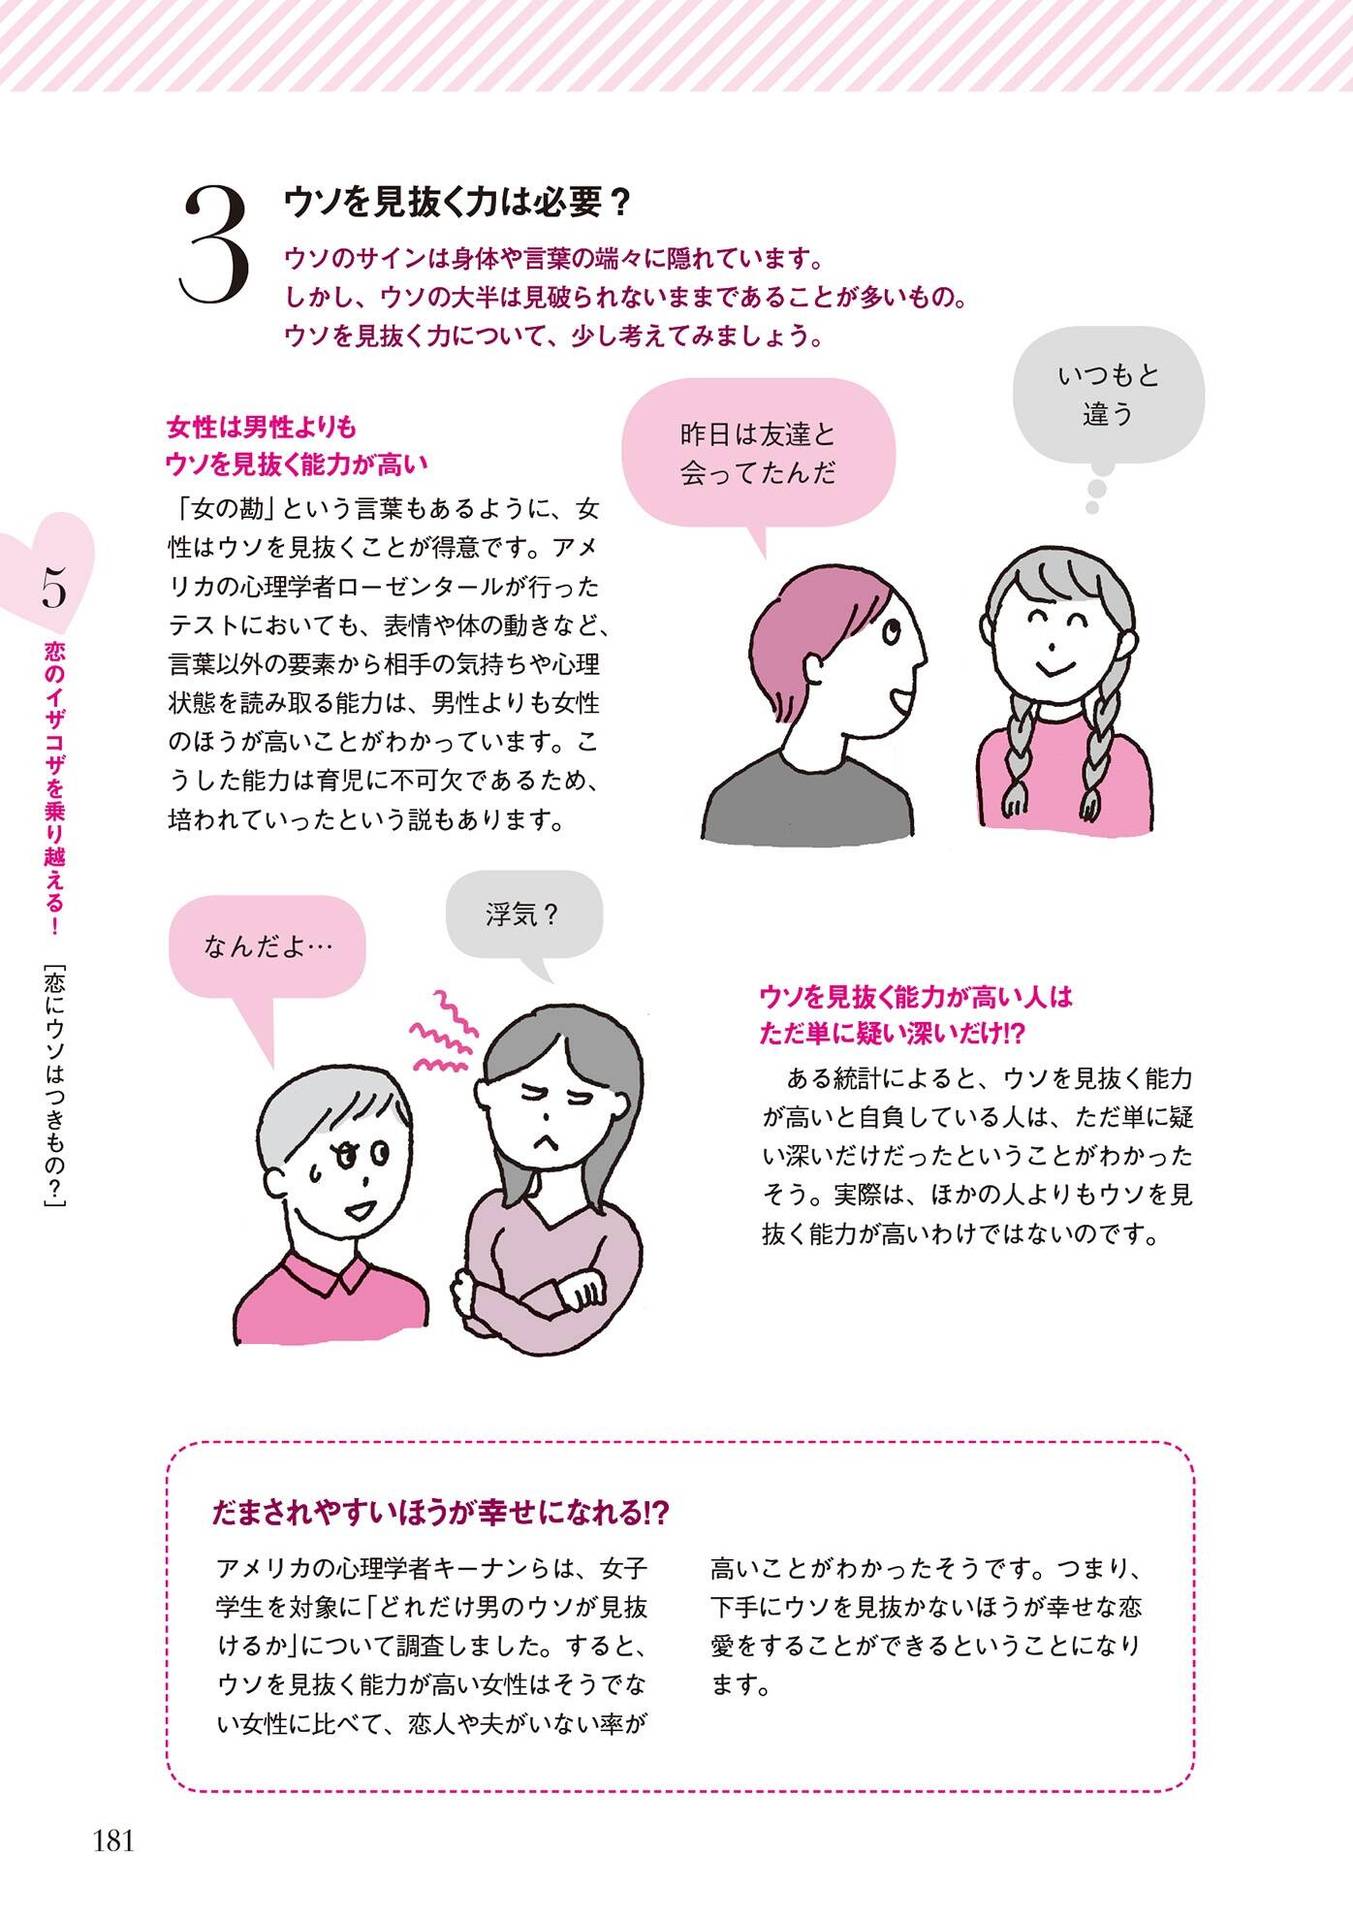 3
ウソを見抜く力は必要？
ウソのサインは身体や言葉の端々に隠れています。
しかし、ウソの大半は見破られないままであることが多いもの。
ウソを見抜く力について、少し考えてみましょう。
女性は男性よりも
ウソを見抜く能力が高い
「女の勘」という言葉もあるように、女
性はウソを見抜くことが得意です。アメ
リカの心理学者ローゼンタールが行った
テストにおいても、表情や体の動きなど、
言葉以外の要素から相手の気持ちや心理
状態を読み取る能力は、男性よりも女性
のほうが高いことがわかっています。こ
うした能力は育児に不可欠であるため、
培われていったという説もあります。
昨日は友達と
会ってたんだ
いつもと
違う
なんだよ…
浮気？
ウソを見抜く能力が高い人は
ただ単に疑い深いだけ!?
ある統計によると、ウソを見抜く能力
が高いと自負している人は、ただ単に疑
い深いだけだったということがわかった
そう。実際は、ほかの人よりもウソを見
抜く能力が高いわけではないのです。
だまされやすいほうが幸せになれる!?
アメリカの心理学者キーナンらは、女子
学生を対象に「どれだけ男のウソが見抜
けるか」について調査しました。すると、
ウソを見抜く能力が高い女性はそうでな
い女性に比べて、恋人や夫がいない率が
高いことがわかったそうです。つまり、
下手にウソを見抜かないほうが幸せな恋
愛をすることができるということになり
ます。
5
恋のイザコザを乗り越える！
［恋にウソはつきもの？］
181